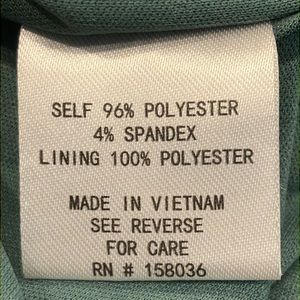 SELF 96% POLYESTER
4% SPANDEX
LINING 100% POLYESTER
MADE IN VIETNAM
SEE REVERSE
FOR CARE
RN # 158036